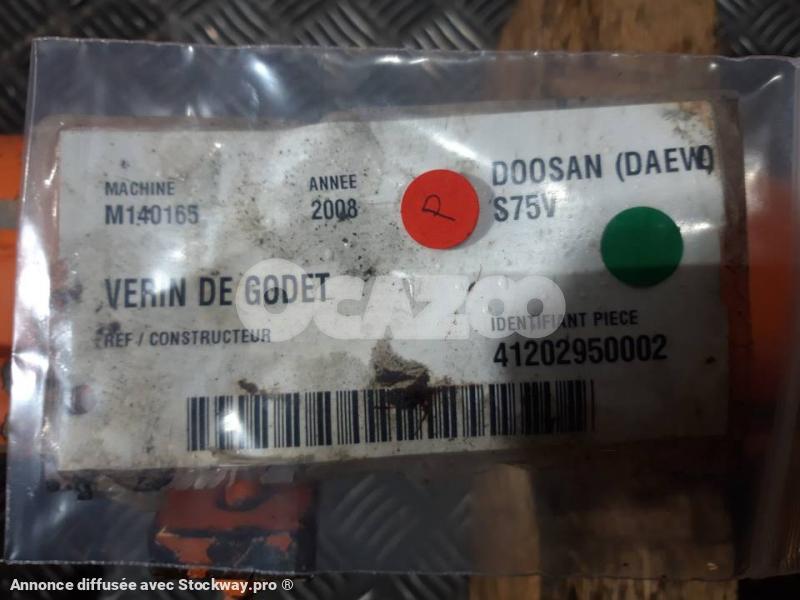 MACHINE
M140165
ANNEE
2008
P
DOOSAN (DAEWO)
S75V
VERIN DE GODET
OCAZOO
REF / CONSTRUCTEUR
IDENTIFIANT PIECE
41202950002
Annonce diffusée avec Stockway.pro ®